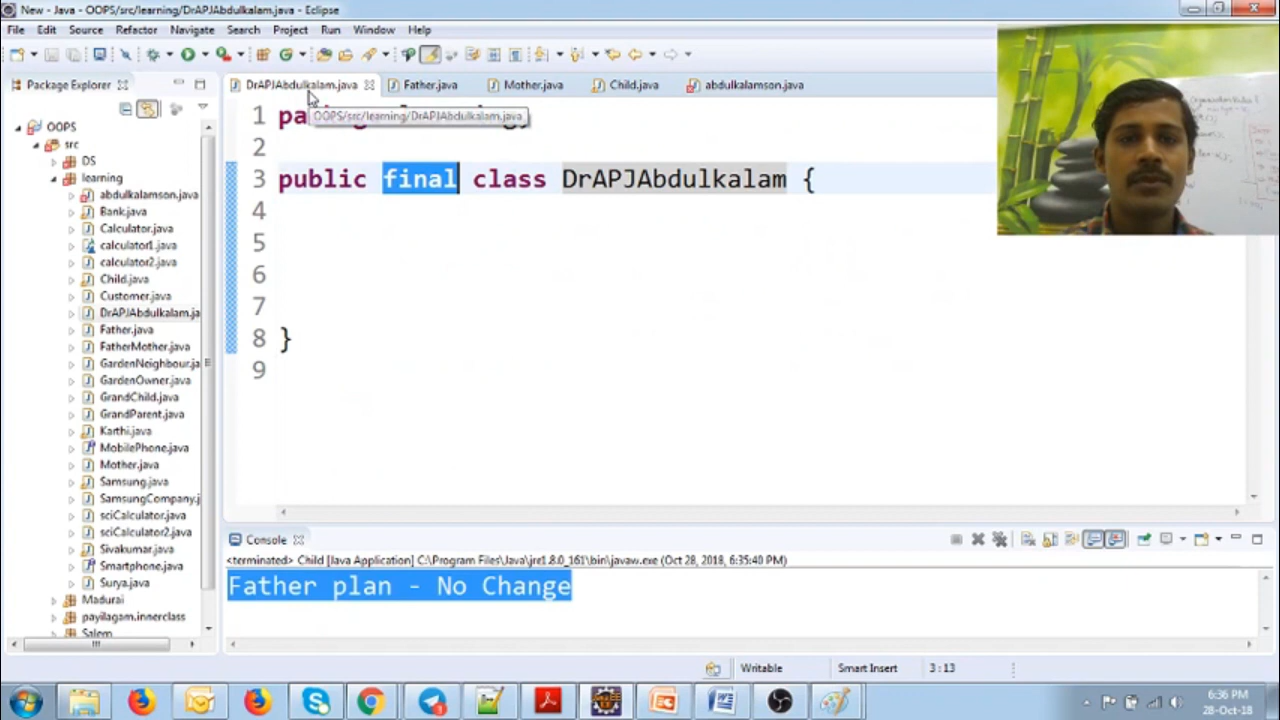 New - Java - OOPS/src/learning/DrAPJAbdulkalam.java - Eclipse
File Edit Source Refactor Navigate Search Project Run Window Help
Package Explorer
DrAPJAbdulkalam.java Father.java Mother.java Child.java abdulkalamson.java
OOPS/src/learning/DrAPJAbdulkalam.java
1 pa
2
3 public final class DrAPJAbdulkalam {
4
5
6
7
8 }
9
OOPS
src
DS
learning
abdulkalamson.java
Bank.java
Calculator.java
calculator1.java
calculator2.java
Child.java
Customer.java
DrAPJAbdulkalam.ja
Father.java
FatherMother.java
GardenNeighbour.ja
GardenOwner.java
GrandChild.java
GrandParent.java
Karthi.java
MobilePhone.java
Mother.java
Samsung.java
SamsungCompany.j
sciCalculator.java
sciCalculator2.java
Sivakumar.java
Smartphone.java
Surya.java
Madurai
payilagam.innerclass
Salem
Console
<terminated> Child [Java Application] C:\Program Files\Java\jre1.8.0_161\bin\javaw.exe (Oct 28, 2018, 6:35:40 PM)
Father plan - No Change
Writable Smart Insert 3:13
6:36 PM
28-Oct-18